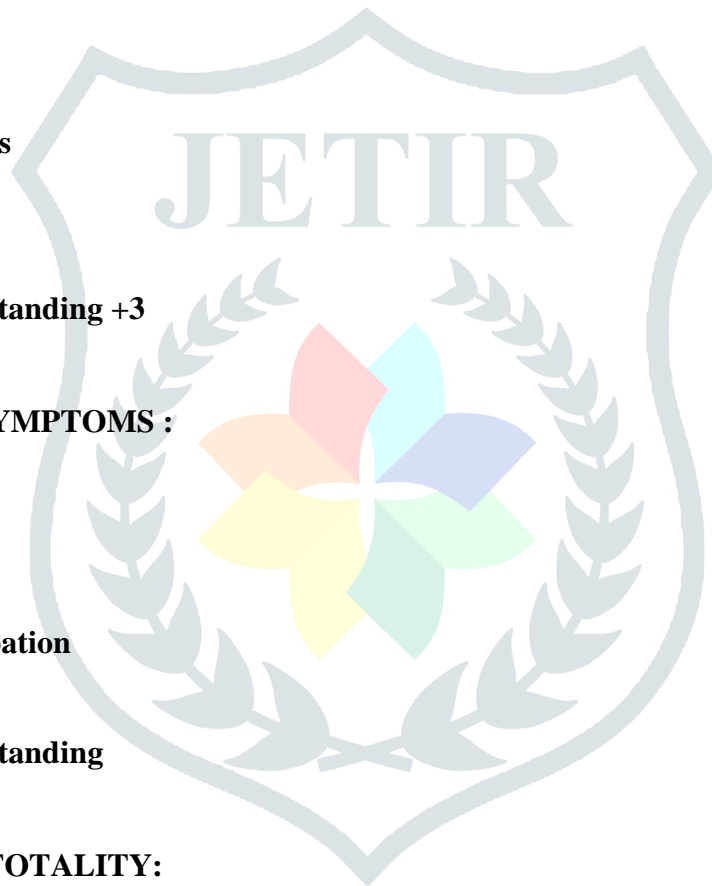 JETIR
s
tanding +3
YMPTOMS :
ation
tanding
TOTALITY: